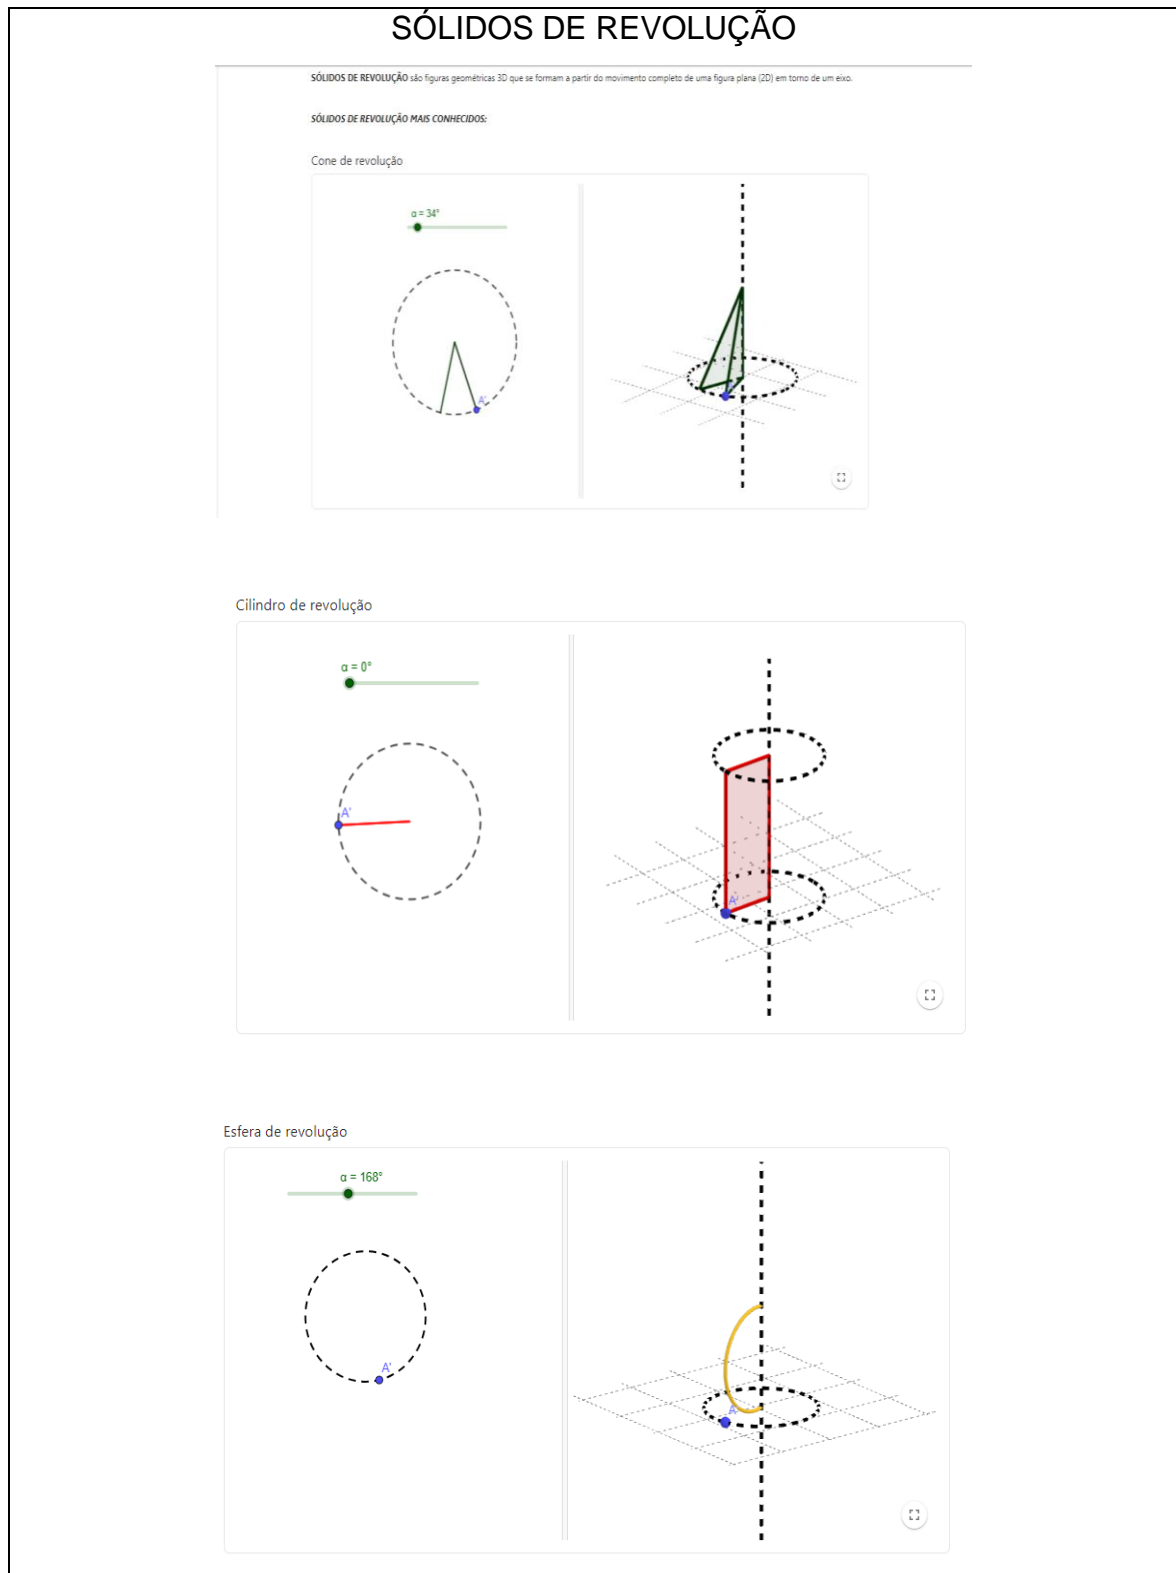 SÓLIDOS DE REVOLUÇÃO
SÓLIDOS DE REVOLUÇÃO são figuras geométricas 3D que se formam a partir do movimento completo de uma figura plana (2D) em torno de um eixo.
SÓLIDOS DE REVOLUÇÃO MAIS CONHECIDOS:
Cone de revolução
α = 34°
A'
Cilindro de revolução
α = 0°
A'
A'
Esfera de revolução
α = 168°
A'
A'